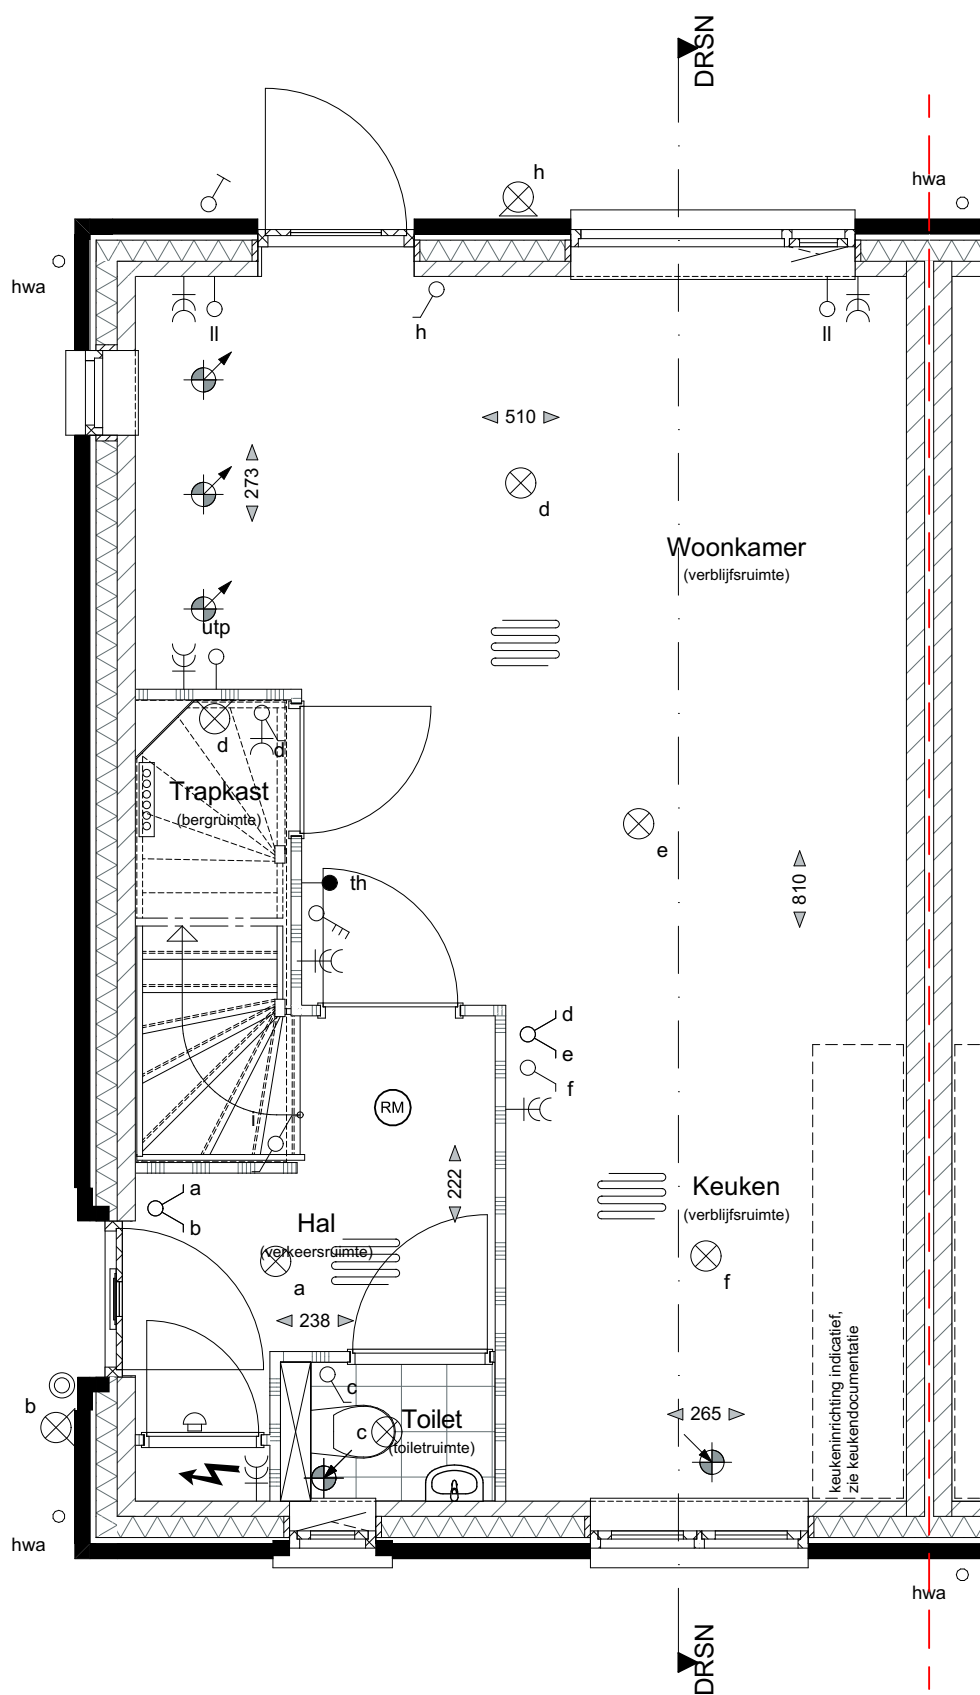 DRSN
hwa
h
hwa
ll
h
ll
510
273
d
Woonkamer
(verblijfsruimte)
utp
d
d
Trapkast
(bergruimte)
e
th
810
d
e
f
RM
222
a
b
Hal
(verkeersruimte)
a
Keuken
(verblijfsruimte)
f
238
keukeninrichting indicatief,
zie keukendocumentatie
c
b
c
Toilet
(toiletruimte)
265
hwa
hwa
DRSN